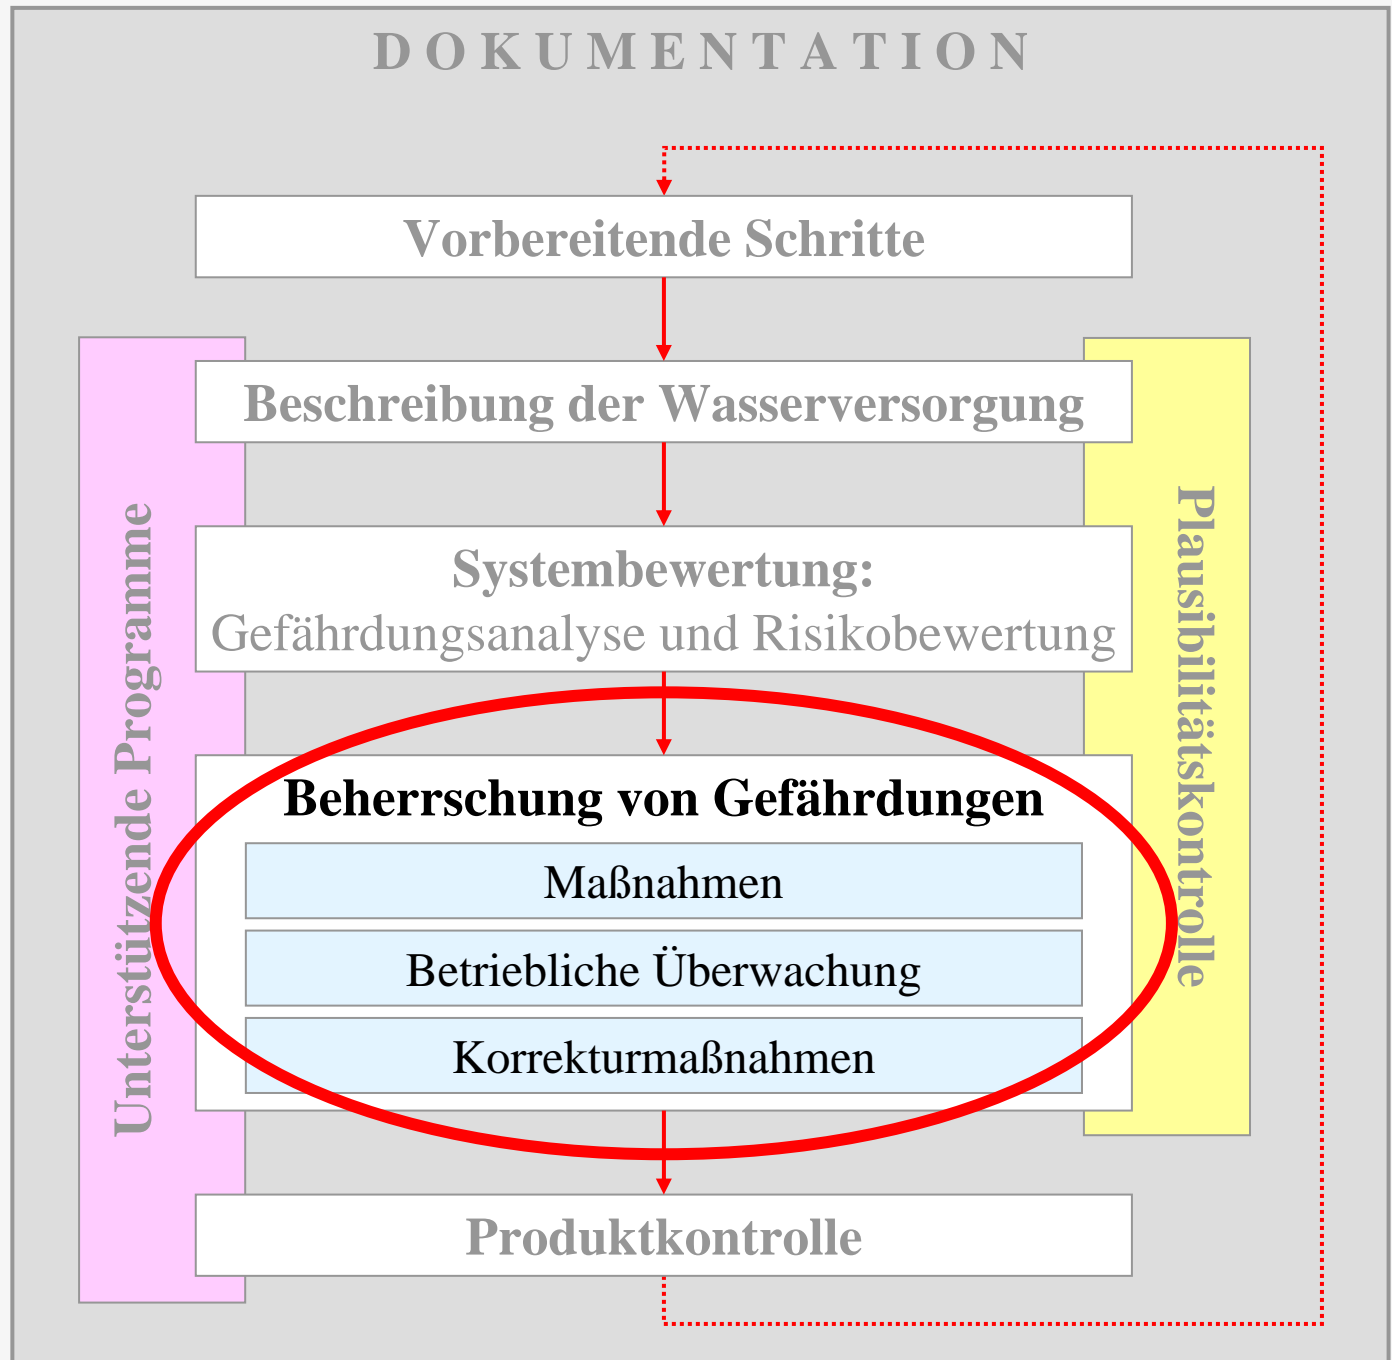 DOKUMENTATION
Vorbereitende Schritte
Beschreibung der Wasserversorgung
Systembewertung:
Gefährdungsanalyse und Risikobewertung
Beherrschung von Gefährdungen
Maßnahmen
Betriebliche Überwachung
Korrekturmaßnahmen
Produktkontrolle
Unterstützende Programme
Plausibilitätskontrolle